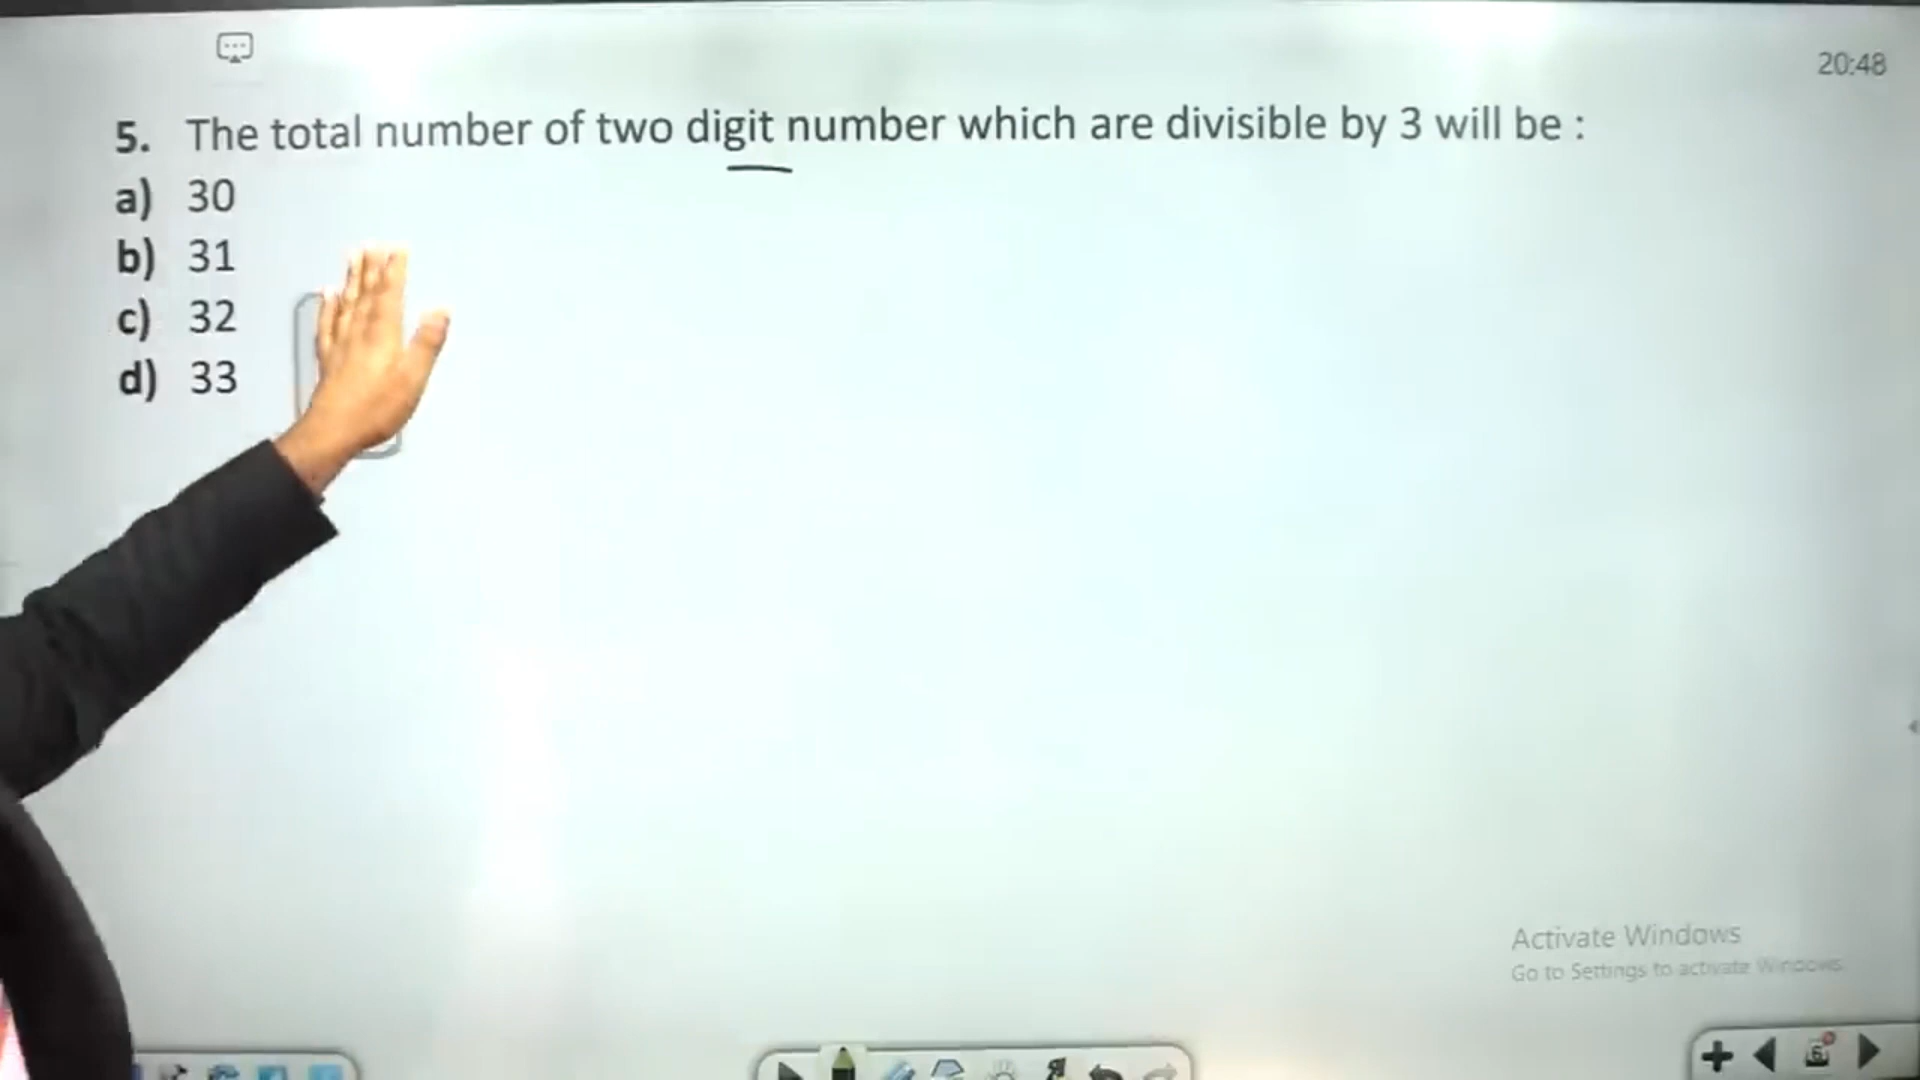 20:48
5. The total number of two digit number which are divisible by 3 will be :
a) 30
b) 31
c) 32
d) 33
Activate Windows
Go to Settings to activate Windows.